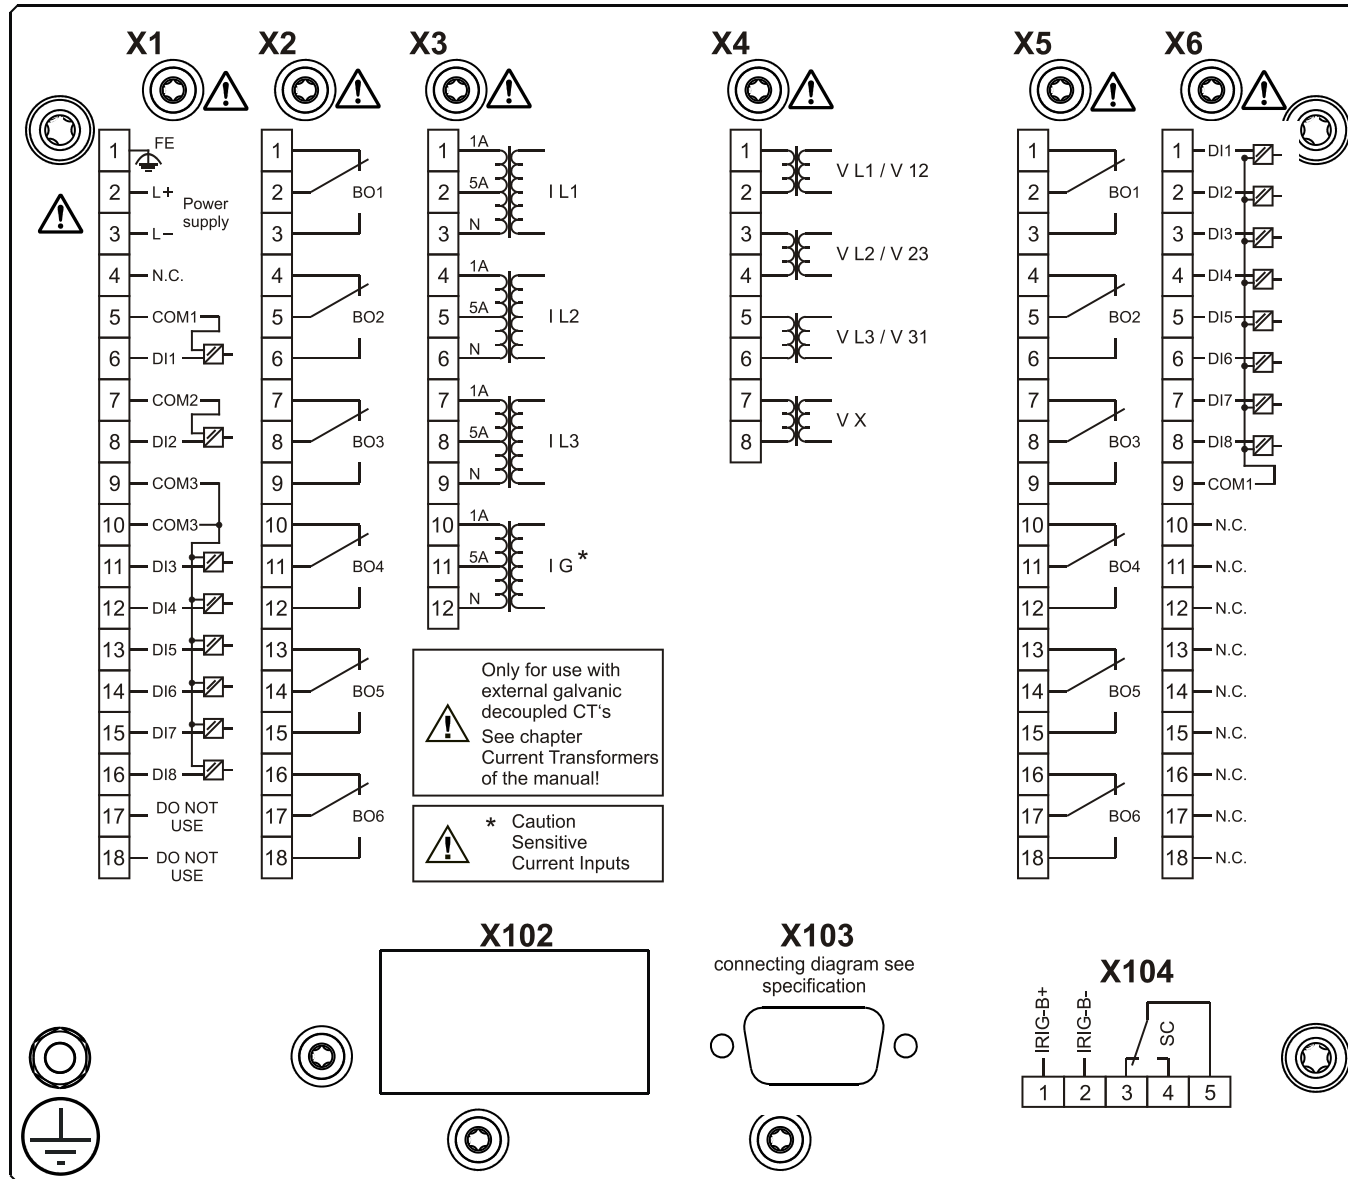 X1
X2
X3
X4
X5
X6
1
FE
2
L+
Power
supply
3
L−
4
N.C.
5
COM1
6
DI1
7
COM2
8
DI2
9
COM3
10
COM3
11
DI3
12
DI4
13
DI5
14
DI6
15
DI7
16
DI8
17
DO NOT
USE
18
DO NOT
USE
1
2
BO1
3
4
5
BO2
6
7
8
BO3
9
10
11
BO4
12
13
14
BO5
15
16
17
BO6
18
1
1A
2
5A
I L1
3
N
4
1A
5
5A
I L2
6
N
7
1A
8
5A
I L3
9
N
10
1A
11
5A
I G *
12
N
Only for use with
external galvanic
decoupled CT's
See chapter
Current Transformers
of the manual!
* Caution
Sensitive
Current Inputs
1
V L1 / V 12
2
3
V L2 / V 23
4
5
V L3 / V 31
6
7
V X
8
1
2
BO1
3
4
5
BO2
6
7
8
BO3
9
10
11
BO4
12
13
14
BO5
15
16
17
BO6
18
1
DI1
2
DI2
3
DI3
4
DI4
5
DI5
6
DI6
7
DI7
8
DI8
9
COM1
10
N.C.
11
N.C.
12
N.C.
13
N.C.
14
N.C.
15
N.C.
16
N.C.
17
N.C.
18
N.C.
X102
X103
connecting diagram see
specification
X104
IRIG-B+
IRIG-B-
SC
1 2 3 4 5